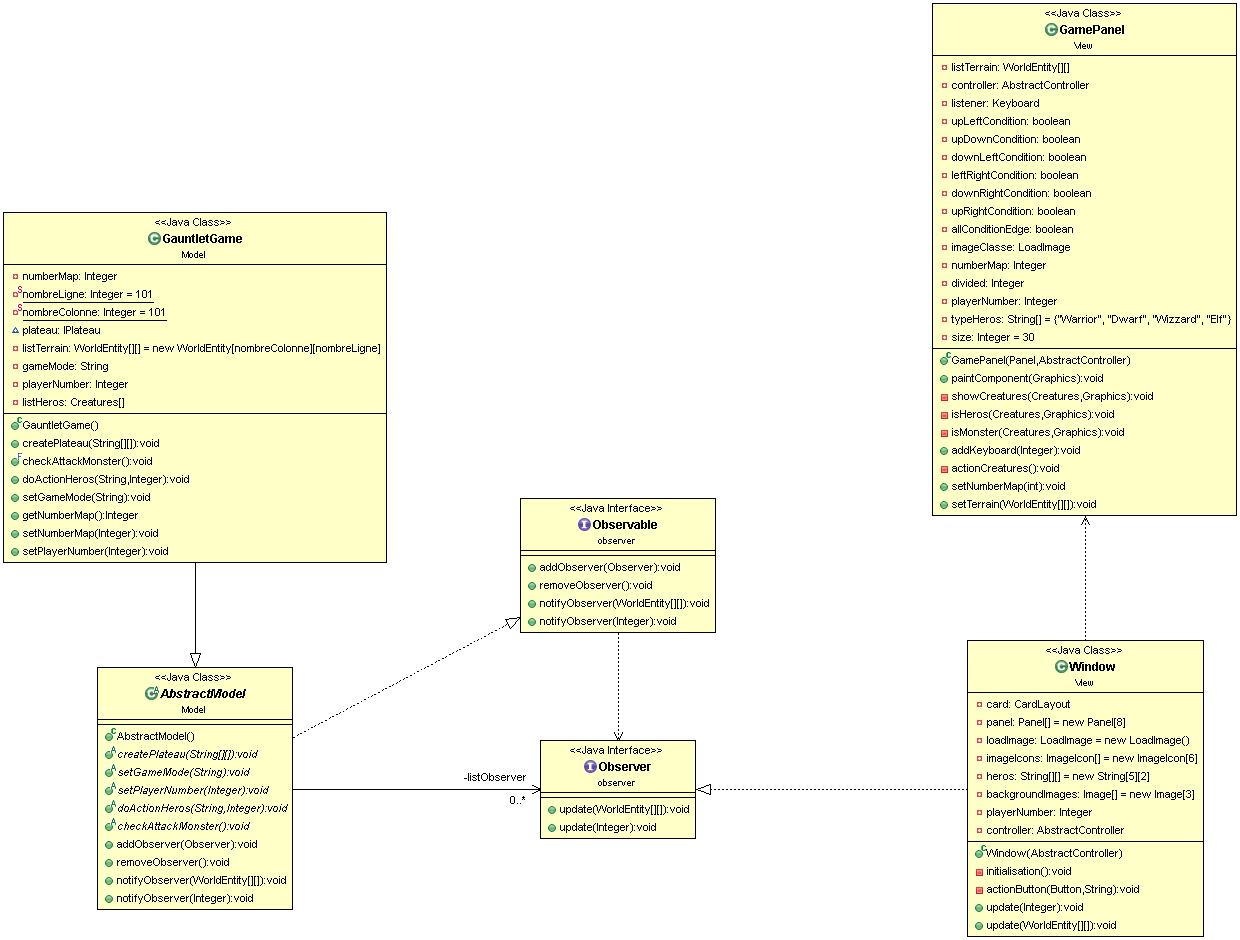 <<Java Class>>
GamePanel
View
listTerrain: WorldEntity[][]
controller: AbstractController
listener: Keyboard
upLeftCondition: boolean
upDownCondition: boolean
downLeftCondition: boolean
leftRightCondition: boolean
downRightCondition: boolean
upRightCondition: boolean
allConditionEdge: boolean
imageClasse: LoadImage
numberMap: Integer
divided: Integer
playerNumber: Integer
typeHeros: String[] = {"Warrior", "Dwarf", "Wizzard", "Elf"}
size: Integer = 30
GamePanel(Panel,AbstractController)
paintComponent(Graphics):void
showCreatures(Creatures,Graphics):void
isHeros(Creatures,Graphics):void
isMonster(Creatures,Graphics):void
addKeyboard(Integer):void
actionCreatures():void
setNumberMap(int):void
setTerrain(WorldEntity[][]):void
<<Java Class>>
GauntletGame
Model
numberMap: Integer
nombreLigne: Integer = 101
nombreColonne: Integer = 101
plateau: IPlateau
listTerrain: WorldEntity[][] = new WorldEntity[nombreColonne][nombreLigne]
gameMode: String
playerNumber: Integer
listHeros: Creatures[]
GauntletGame()
createPlateau(String[][]):void
checkAttackMonster():void
doActionHeros(String,Integer):void
setGameMode(String):void
getNumberMap():Integer
setNumberMap(Integer):void
setPlayerNumber(Integer):void
<<Java Interface>>
Observable
observer
addObserver(Observer):void
removeObserver():void
notifyObserver(WorldEntity[][]):void
notifyObserver(Integer):void
<<Java Class>>
AbstractModel
Model
AbstractModel()
createPlateau(String[][]):void
setGameMode(String):void
setPlayerNumber(Integer):void
doActionHeros(String,Integer):void
checkAttackMonster():void
addObserver(Observer):void
removeObserver():void
notifyObserver(WorldEntity[][]):void
notifyObserver(Integer):void
-listObserver
0..*
<<Java Interface>>
Observer
observer
update(WorldEntity[][]):void
update(Integer):void
<<Java Class>>
Window
View
card: CardLayout
panel: Panel[] = new Panel[8]
loadImage: LoadImage = new LoadImage()
imageIcons: ImageIcon[] = new ImageIcon[6]
heros: String[][] = new String[5][2]
backgroundImages: Image[] = new Image[3]
playerNumber: Integer
controller: AbstractController
Window(AbstractController)
initialisation():void
actionButton(Button,String):void
update(Integer):void
update(WorldEntity[][]):void